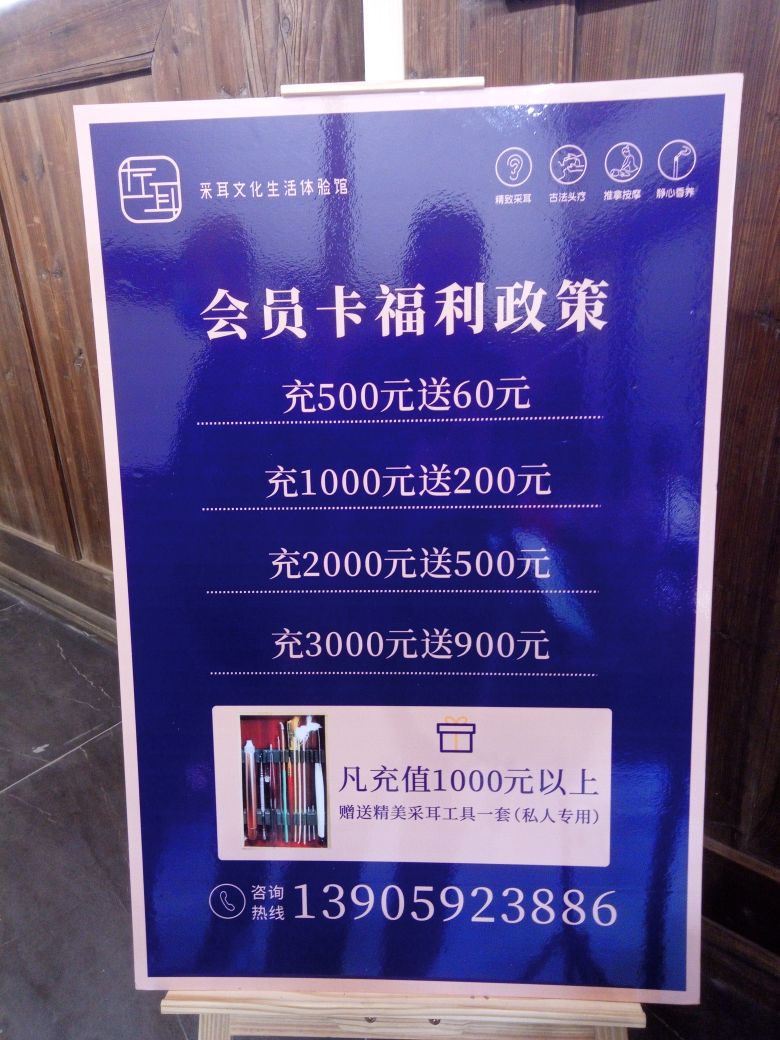 采耳文化生活体验馆
精致采耳 古法头疗 推拿按摩 静心香养
会员卡福利政策
充500元送60元
充1000元送200元
充2000元送500元
充3000元送900元
凡充值1000元以上
赠送精美采耳工具一套(私人专用)
咨询
热线 13905923886